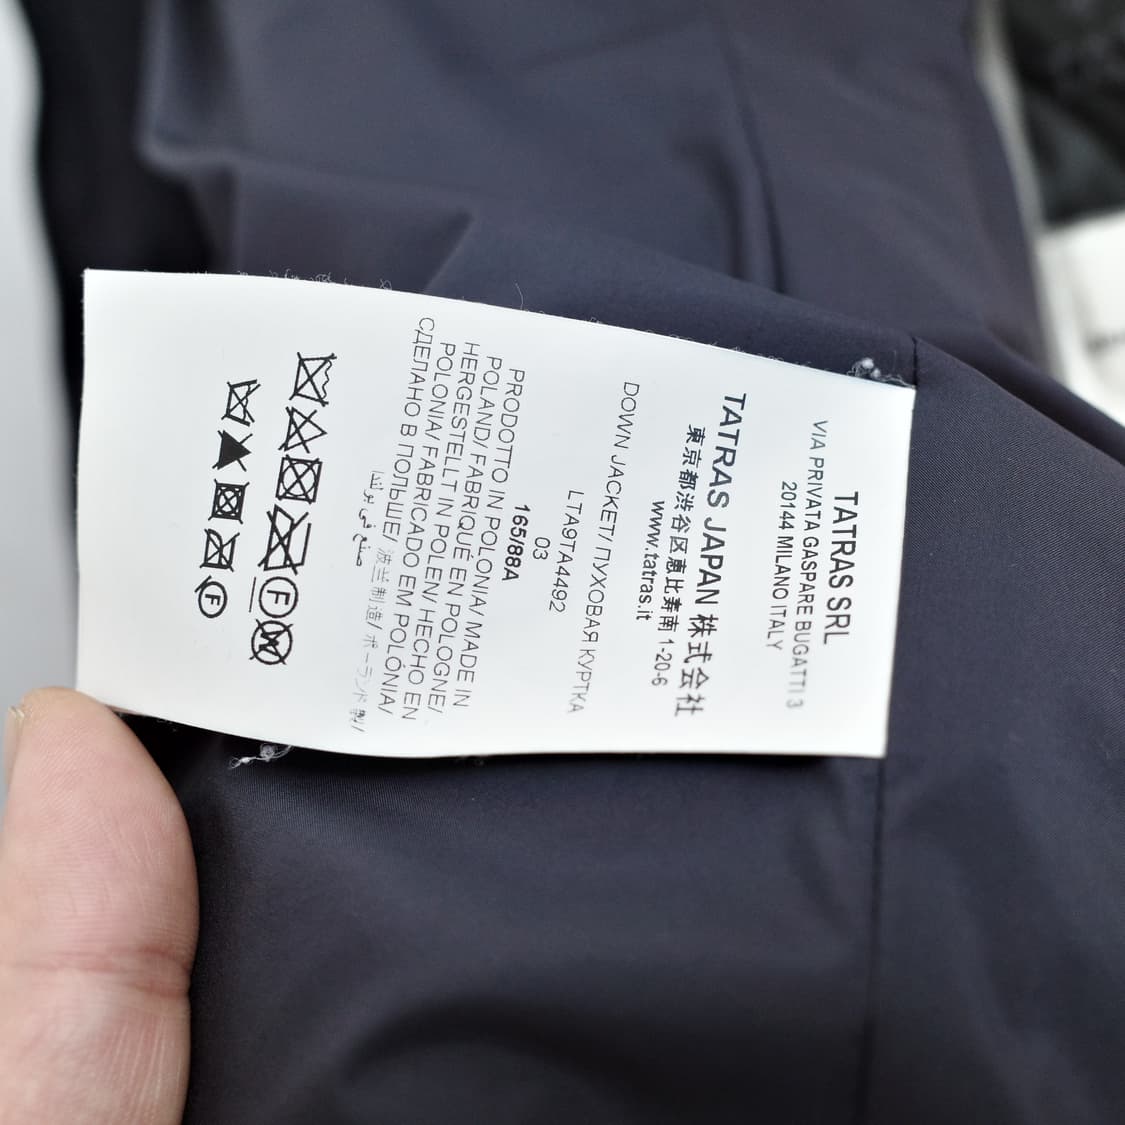 TATRAS SRL
VIA PRIVATA GASPARE BUGATTI 3
20144 MILANO ITALY
TATRAS JAPAN 株式会社
東京都渋谷区恵比寿南 1-20-6
www.tatras.it
DOWN JACKET/ ПУХОВАЯ КУРТКА
LTA9TA4492
03
165/88A
PRODOTTO IN POLONIA/ MADE IN
POLAND/ FABRIQUÉ EN POLOGNE/
HERGESTELLT IN POLEN/ HECHO EN
POLONIA/ FABRICADO EM POLÓNIA/
СДЕЛАНО В ПОЛЬШЕ/ 波兰制造 / ポーランド製 /
صنع في بولندا
F W
F